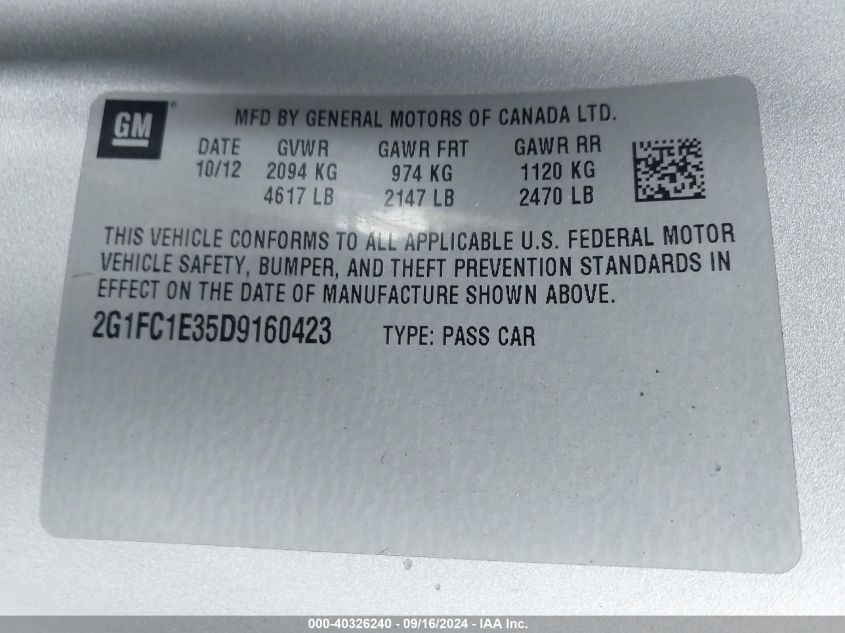 GM®
MFD BY GENERAL MOTORS OF CANADA LTD.
DATE GVWR GAWR FRT GAWR RR
10/12 2094 KG 974 KG 1120 KG
4617 LB 2147 LB 2470 LB
THIS VEHICLE CONFORMS TO ALL APPLICABLE U.S. FEDERAL MOTOR
VEHICLE SAFETY, BUMPER, AND THEFT PREVENTION STANDARDS IN
EFFECT ON THE DATE OF MANUFACTURE SHOWN ABOVE.
2G1FC1E35D9160423 TYPE: PASS CAR
000-40326240 - 09/16/2024 - IAA Inc.